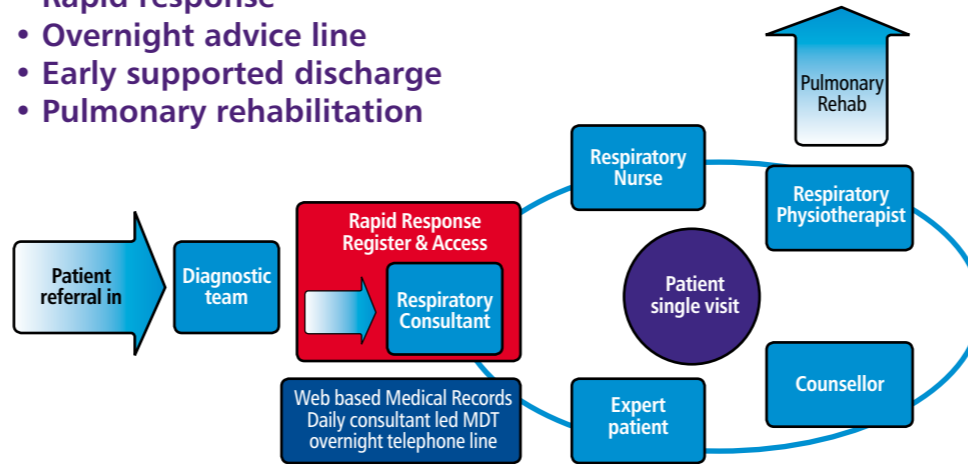 Rapid response
• Overnight advice line
• Early supported discharge
• Pulmonary rehabilitation
Pulmonary
Rehab
Respiratory
Nurse
Respiratory
Physiotherapist
Rapid Response
Register & Access
Patient
referral in
Diagnostic
team
Respiratory
Consultant
Patient
single visit
Web based Medical Records
Daily consultant led MDT
overnight telephone line
Expert
patient
Counsellor